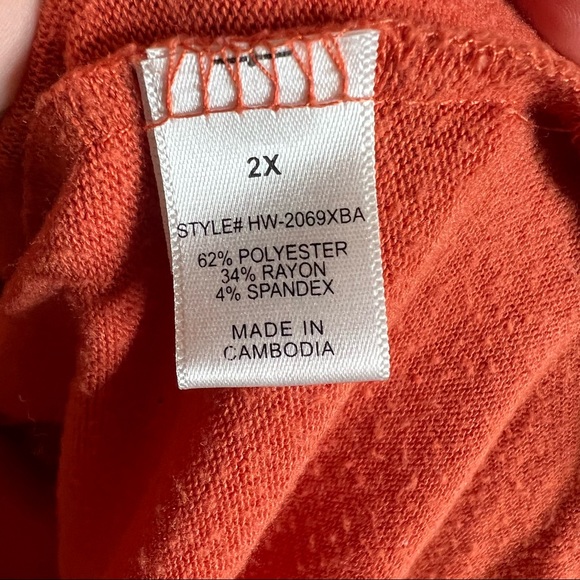 2X
STYLE# HW-2069XBA
62% POLYESTER
34% RAYON
4% SPANDEX
MADE IN
CAMBODIA